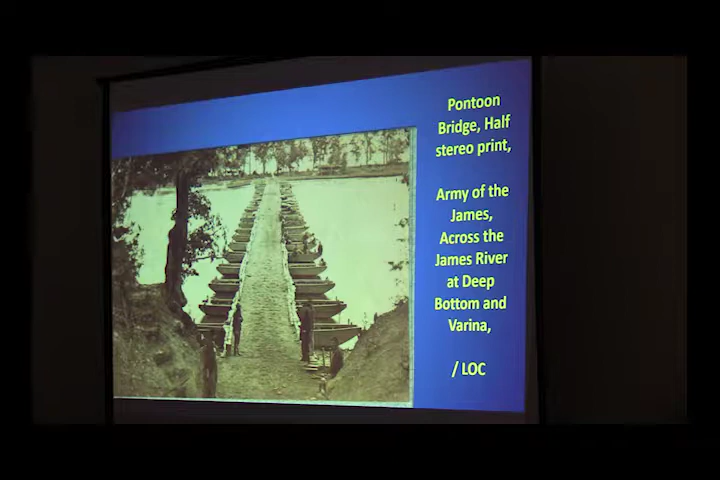 Pontoon
Bridge, Half
stereo print,
Army of the
James,
Across the
James River
at Deep
Bottom and
Varina,
/ LOC